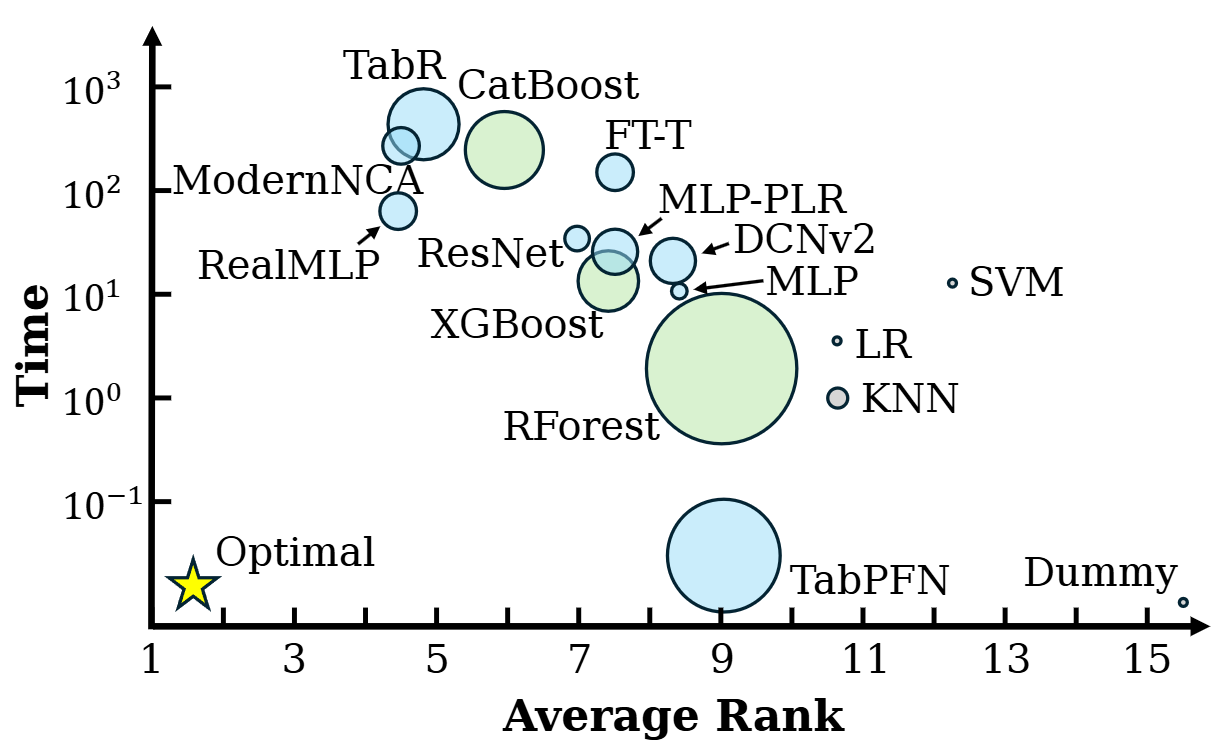 TabR
CatBoost
10³
FT-T
ModernNCA
10²
MLP-PLR
DCNv2
ResNet
RealMLP
MLP
SVM
10¹
XGBoost
LR
Time
10⁰
KNN
RForest
10⁻¹
Optimal
TabPFN
Dummy
1 3 5 7 9 11 13 15
Average Rank